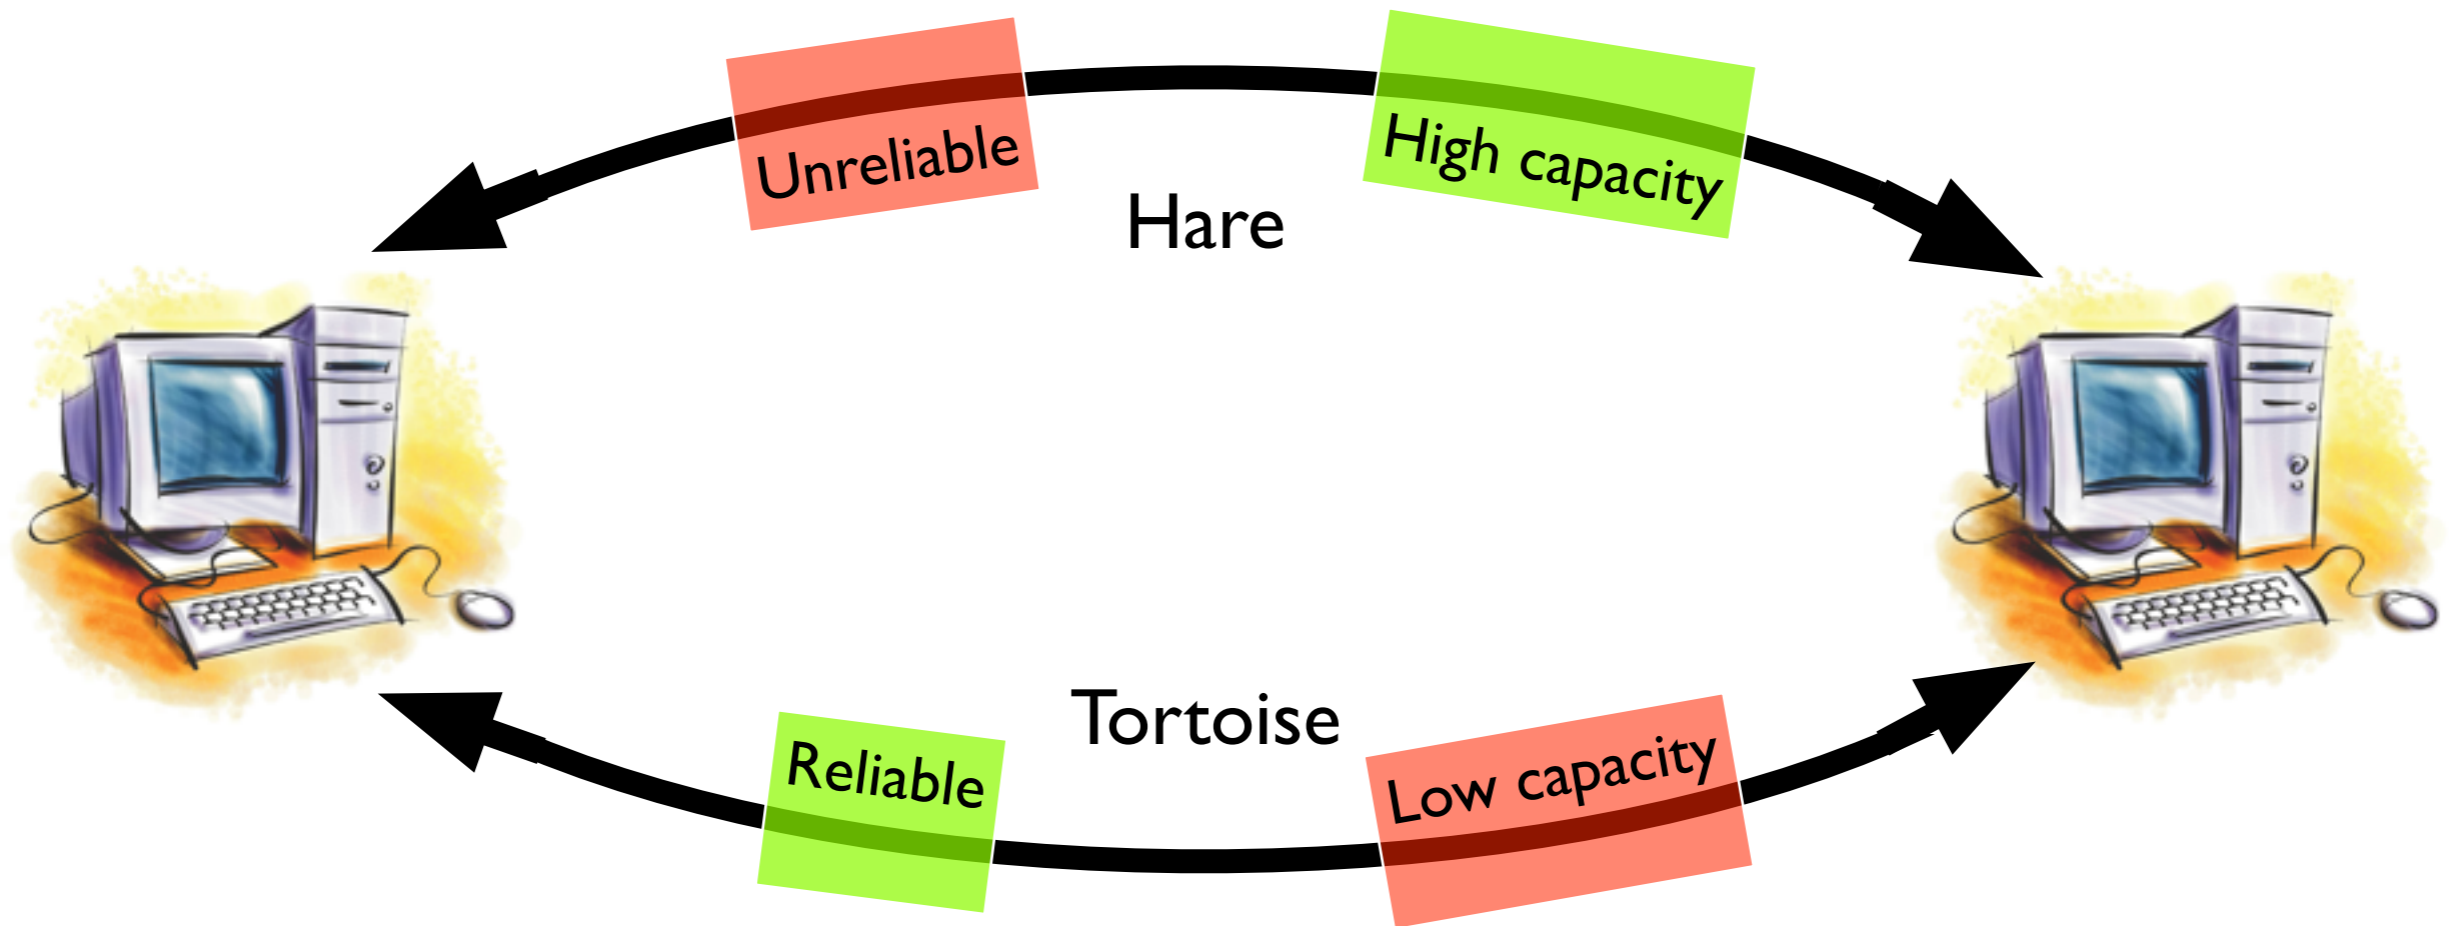 Unreliable
High capacity
Hare
Tortoise
Reliable
Low capacity